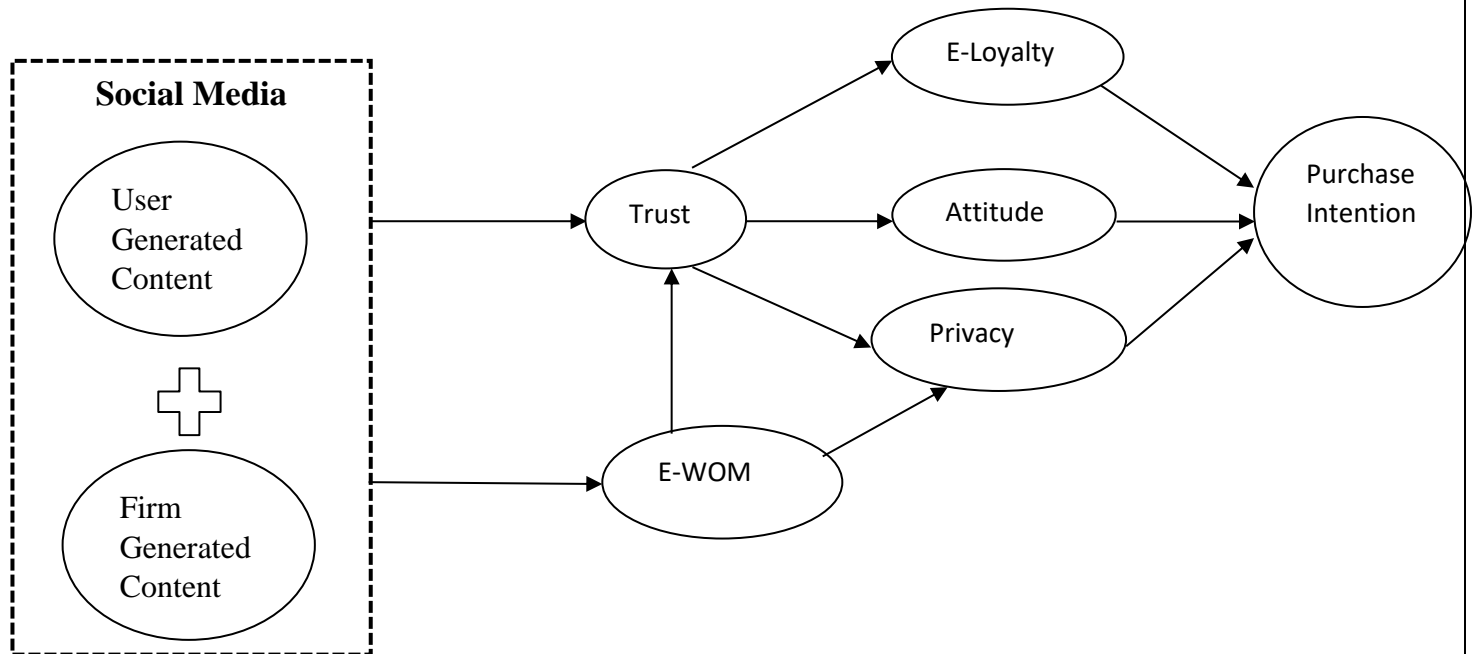 Social Media
User
Generated
Content
Firm
Generated
Content
Trust
E-WOM
E-Loyalty
Attitude
Privacy
Purchase
Intention